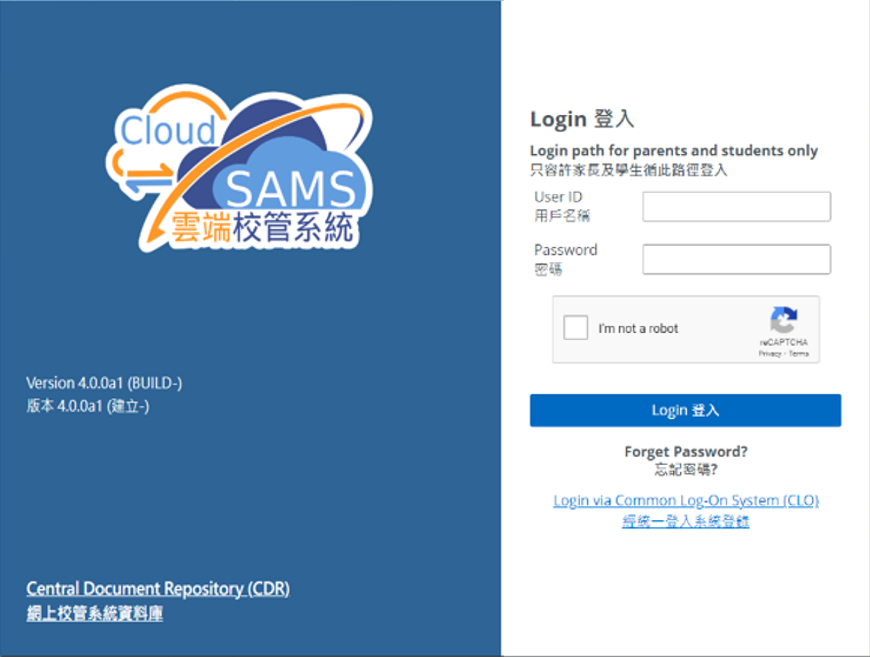 Cloud
SAMS
雲端校管系統
Version 4.0.0a1 (BUILD-)
版本 4.0.0a1 (建立-)
Central Document Repository (CDR)
網上校管系統資料庫
Login 登入
Login path for parents and students only
只容許家長及學生循此路徑登入
User ID
用戶名稱
Password
密碼
I'm not a robot
reCAPTCHA
Privacy - Terms
Login 登入
Forget Password?
忘記密碼?
Login via Common Log-On System (CLO)
經統一登入系統登錄